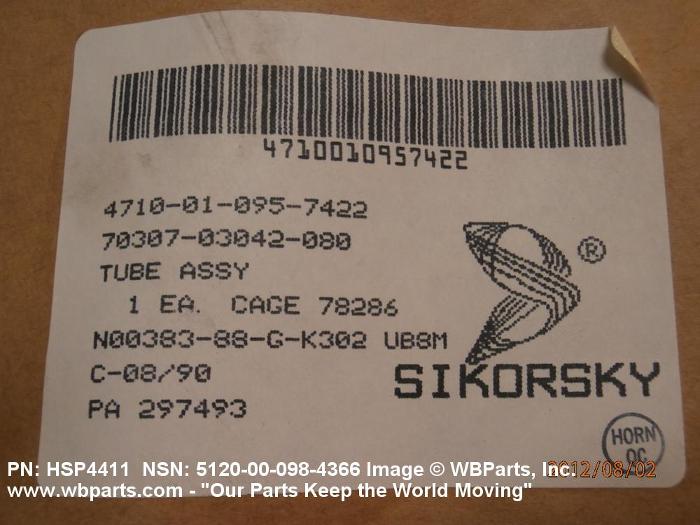 4710010957422
4710-01-095-7422
70307-03042-080
TUBE ASSY
1 EA. CAGE 78286
N00383-88-G-K302 UB8M
C-08/90
PA 297493
®
SIKORSKY
HORN
QC
2012/08/02
PN: HSP4411 NSN: 5120-00-098-4366 Image © WBParts, Inc.
www.wbparts.com - "Our Parts Keep the World Moving"